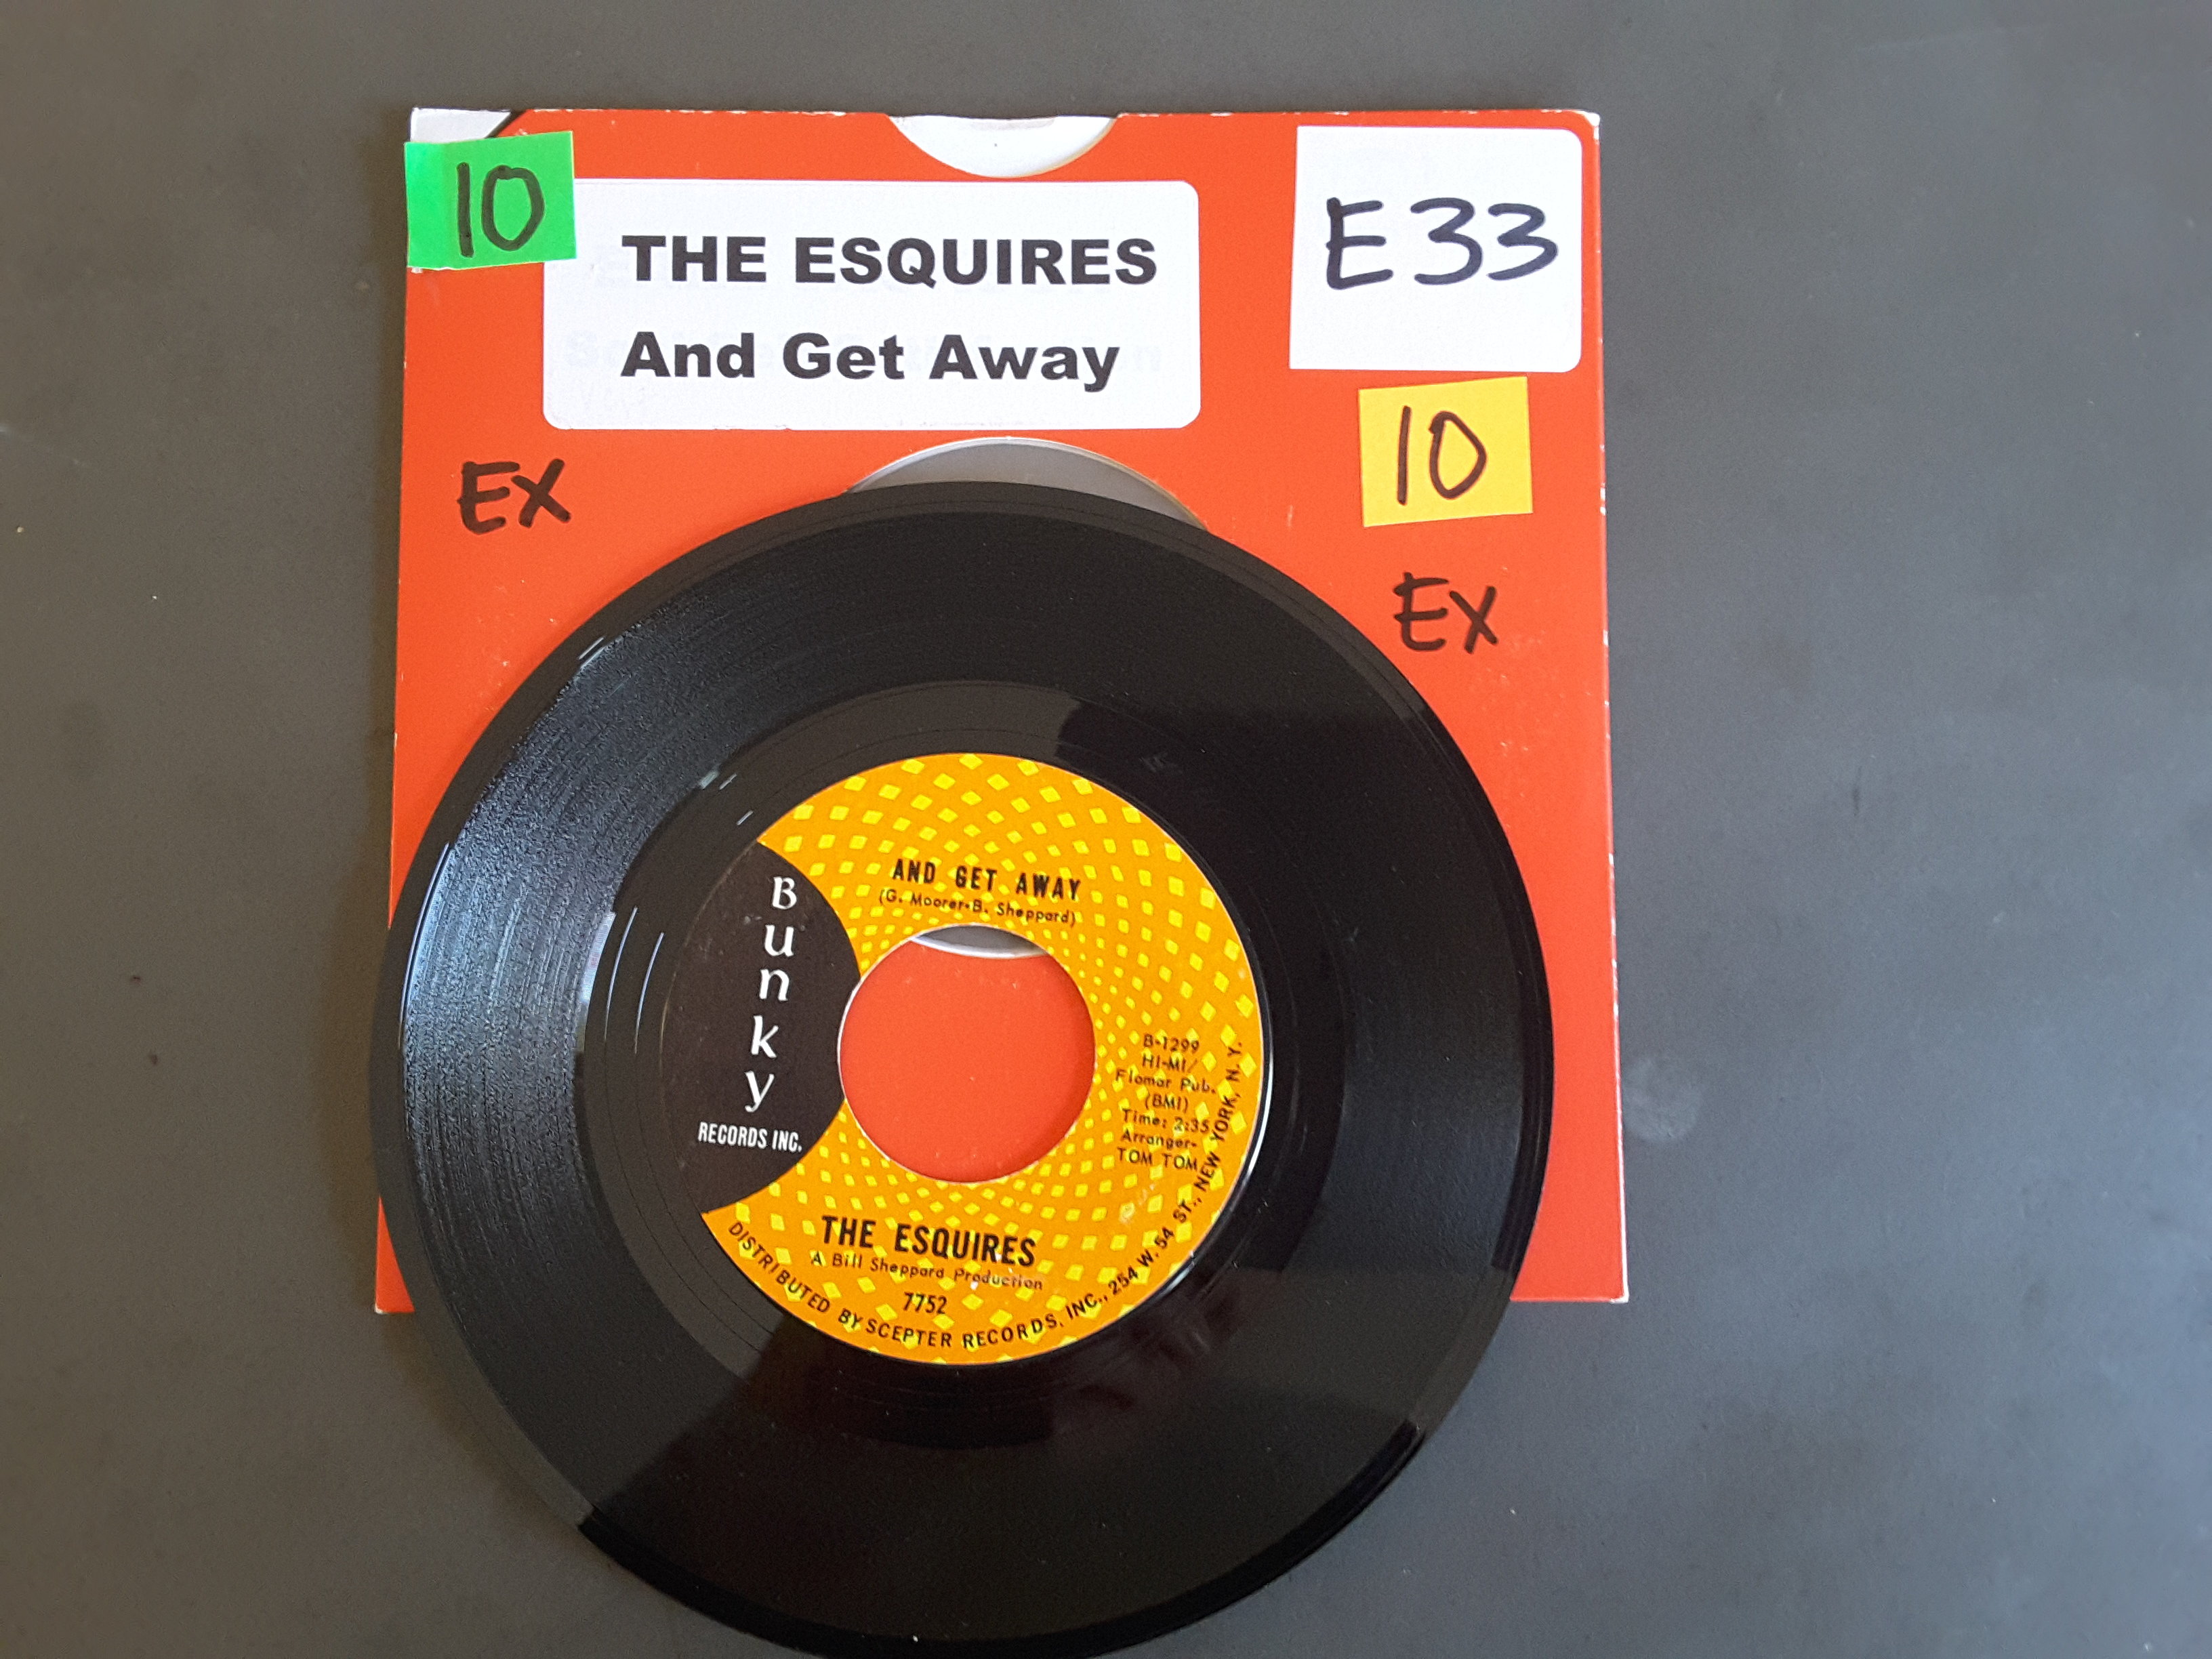 10
THE ESQUIRES
And Get Away
E33
10
EX
EX
Bunky
RECORDS INC.
AND GET AWAY
(G. Moorer-B. Sheppard)
B-1299
HI-MI/
Flomar Pub.
(BMI)
Time: 2:35
Arranger-
TOM TOM
THE ESQUIRES
A Bill Sheppard Production
7752
DISTRIBUTED BY SCEPTER RECORDS, INC., 254 W. 54 ST., NEW YORK, N. Y.